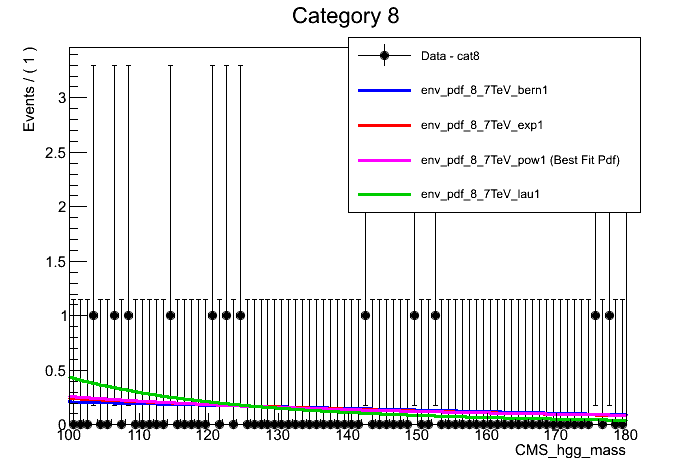 Category 8
Events / ( 1 )
Data - cat8
env_pdf_8_7TeV_bern1
env_pdf_8_7TeV_exp1
env_pdf_8_7TeV_pow1 (Best Fit Pdf)
env_pdf_8_7TeV_lau1
3
2.5
2
1.5
1
0.5
0
100 110 120 130 140 150 160 170 180
CMS_hgg_mass